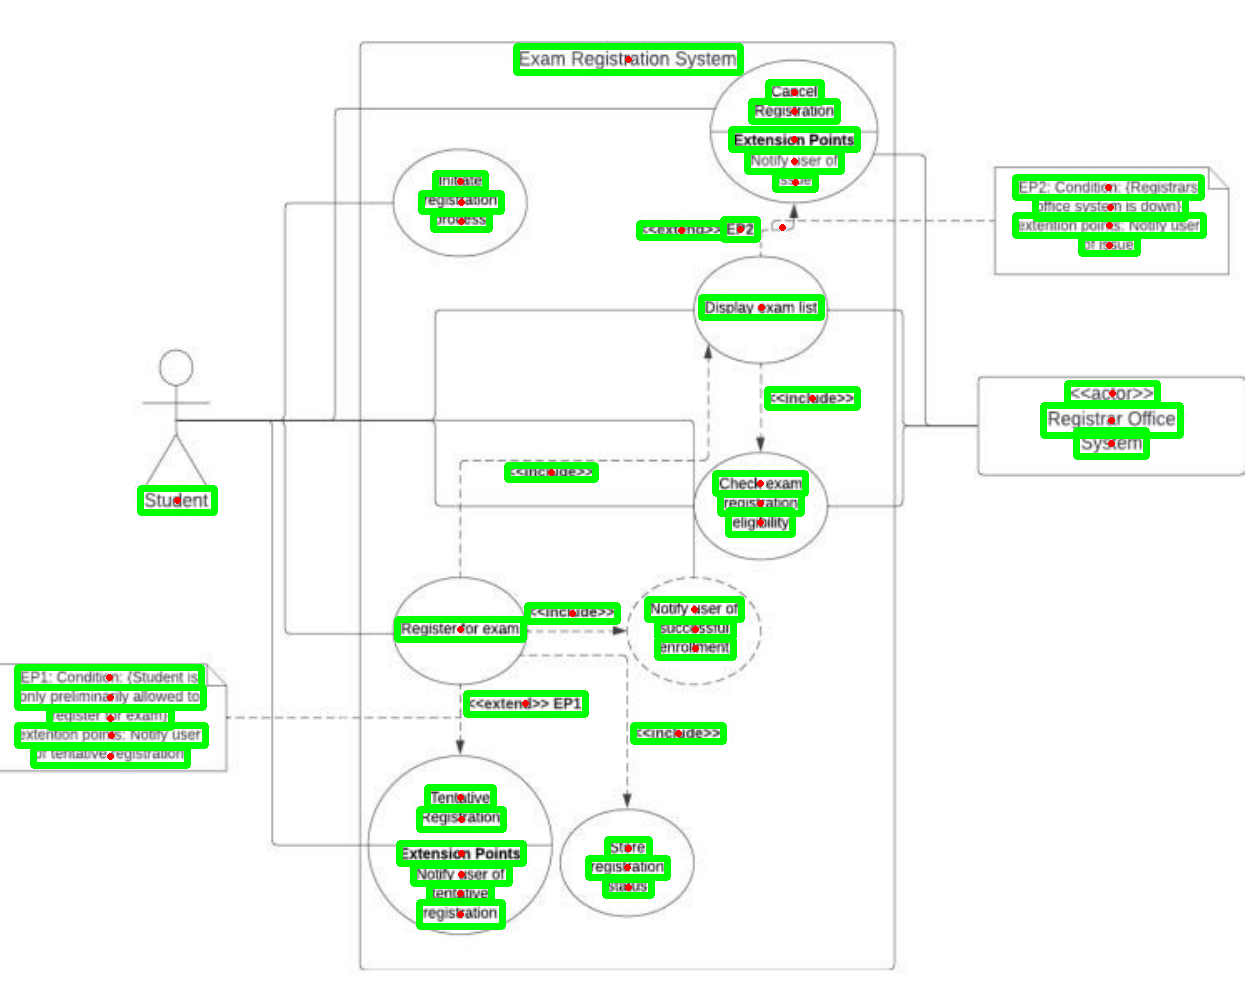 Exam Registration System
Cancel
Registration
Extension Points
Notify user of
issue
Initiate
registration
process
EP2: Condition: {Registrars
office system is down}
extention points: Notify user
of issue
<<extend>> EP2
Display exam list
<<include>>
<<actor>>
Registrar Office
System
<<include>>
Student
Check exam
registration
eligibility
<<include>>
Register for exam
Notify user of
successful
enrollment
EP1: Condition: {Student is
only preliminarily allowed to
register for exam}
extention points: Notify user
of tentative registration
<<extend>> EP1
<<include>>
Tentative
Registration
Extension Points
Notify user of
tentative
registration
Store
registration
status